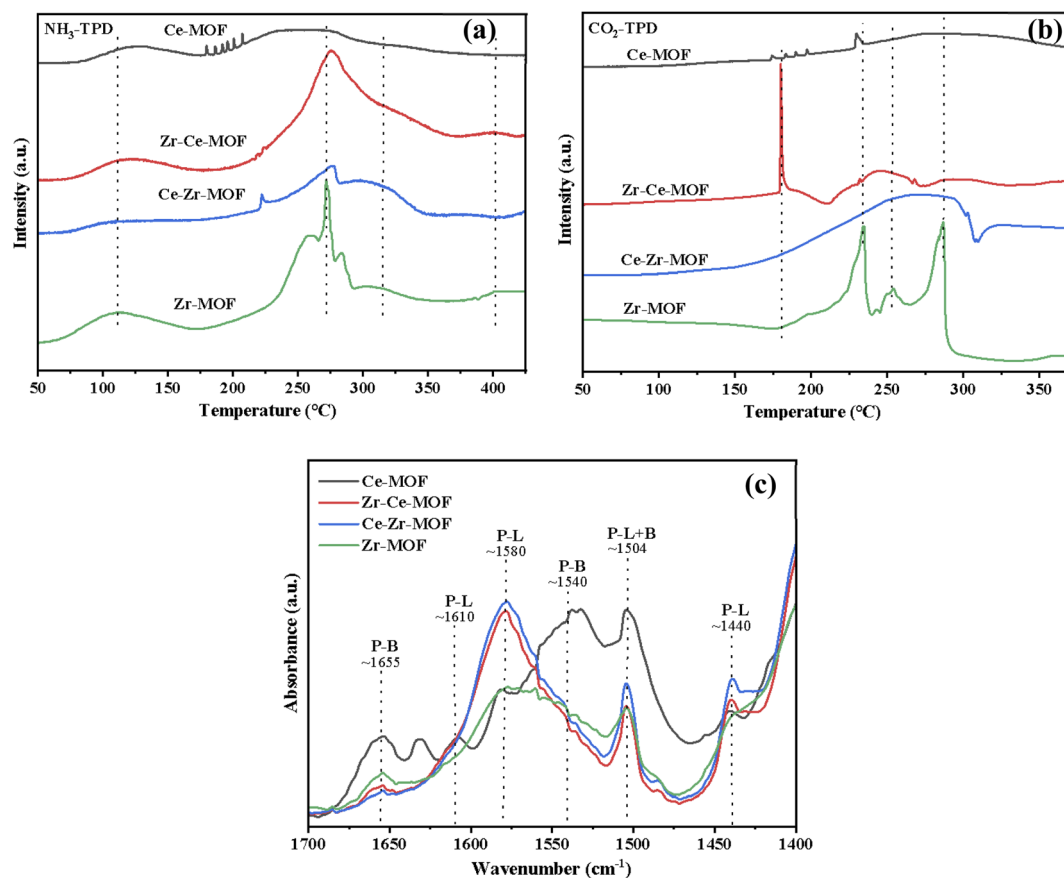 NH₃-TPD
Ce-MOF
(a)
Zr-Ce-MOF
Ce-Zr-MOF
Zr-MOF
Intensity (a.u.)
50 100 150 200 250 300 350 400
Temperature (°C)
CO₂-TPD
(b)
Ce-MOF
Zr-Ce-MOF
Ce-Zr-MOF
Zr-MOF
Intensity (a.u.)
50 100 150 200 250 300 350
Temperature (°C)
(c)
Ce-MOF
Zr-Ce-MOF
Ce-Zr-MOF
Zr-MOF
P-B
~1655
P-L
~1610
P-L
~1580
P-B
~1540
P-L+B
~1504
P-L
~1440
Absorbance (a.u.)
1700 1650 1600 1550 1500 1450 1400
Wavenumber (cm⁻¹)